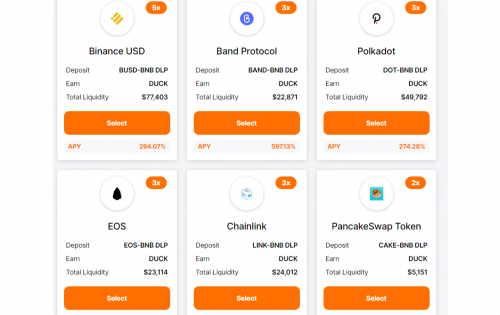 5x
3x
3x
Binance USD
Band Protocol
Polkadot
Deposit BUSD-BNB DLP
Deposit BAND-BNB DLP
Deposit DOT-BNB DLP
Earn DUCK
Earn DUCK
Earn DUCK
Total Liquidity $77,403
Total Liquidity $22,871
Total Liquidity $49,792
Select
Select
Select
APY 294.07%
APY 597.13%
APY 274.28%
3x
3x
2x
EOS
Chainlink
PancakeSwap Token
Deposit EOS-BNB DLP
Deposit LINK-BNB DLP
Deposit CAKE-BNB DLP
Earn DUCK
Earn DUCK
Earn DUCK
Total Liquidity $23,114
Total Liquidity $24,012
Total Liquidity $5,151
Select
Select
Select